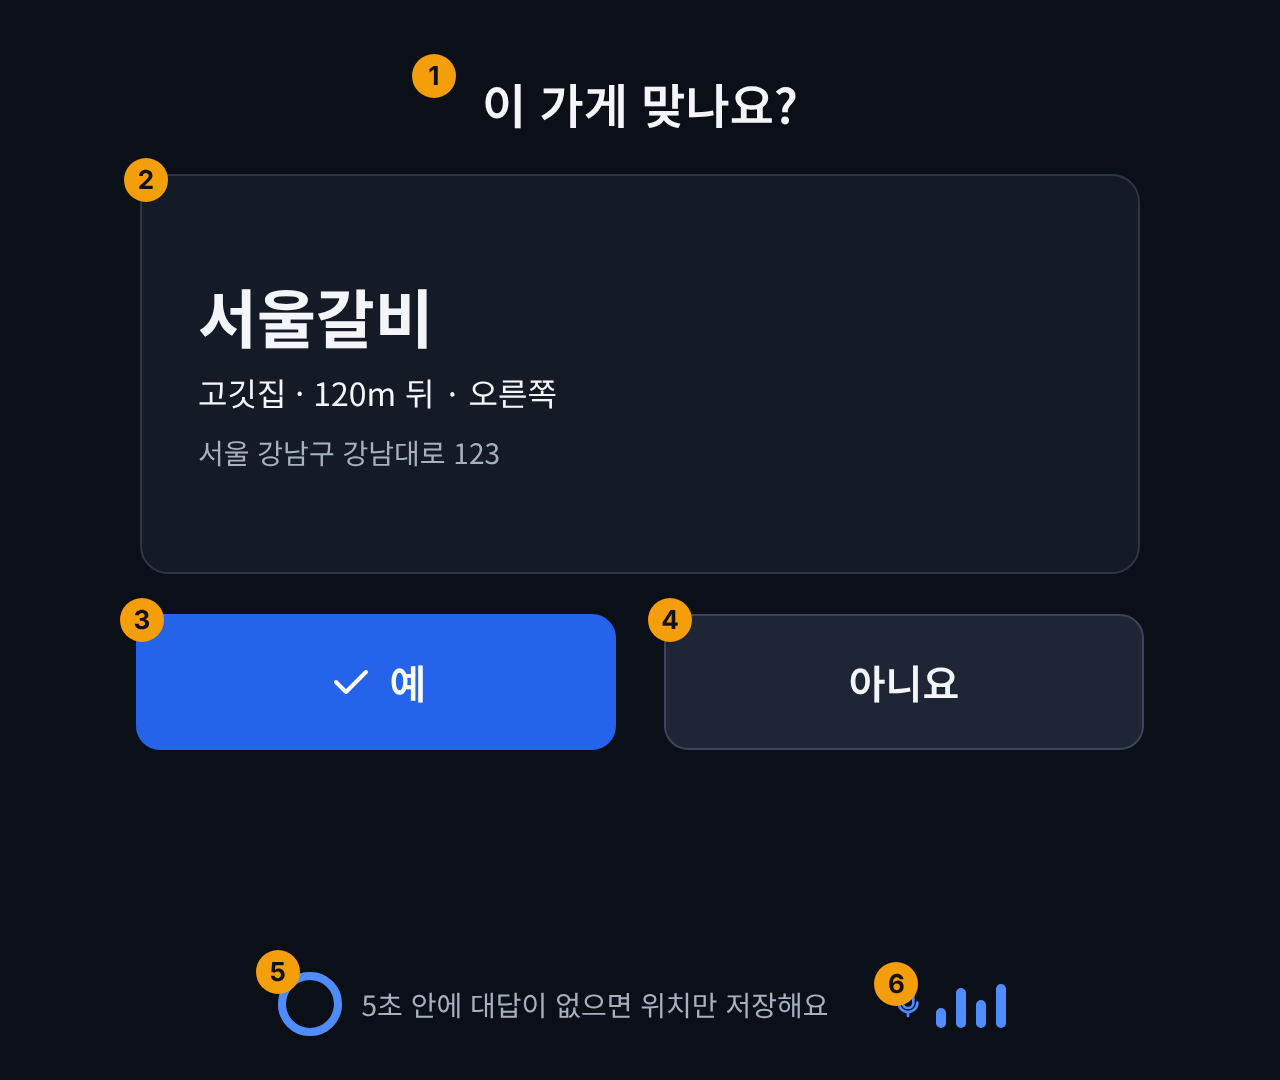 1
이 가게 맞나요?
2
서울갈비
고깃집 · 120m 뒤 · 오른쪽
서울 강남구 강남대로 123
3
예
4
아니요
5
5초 안에 대답이 없으면 위치만 저장해요
6